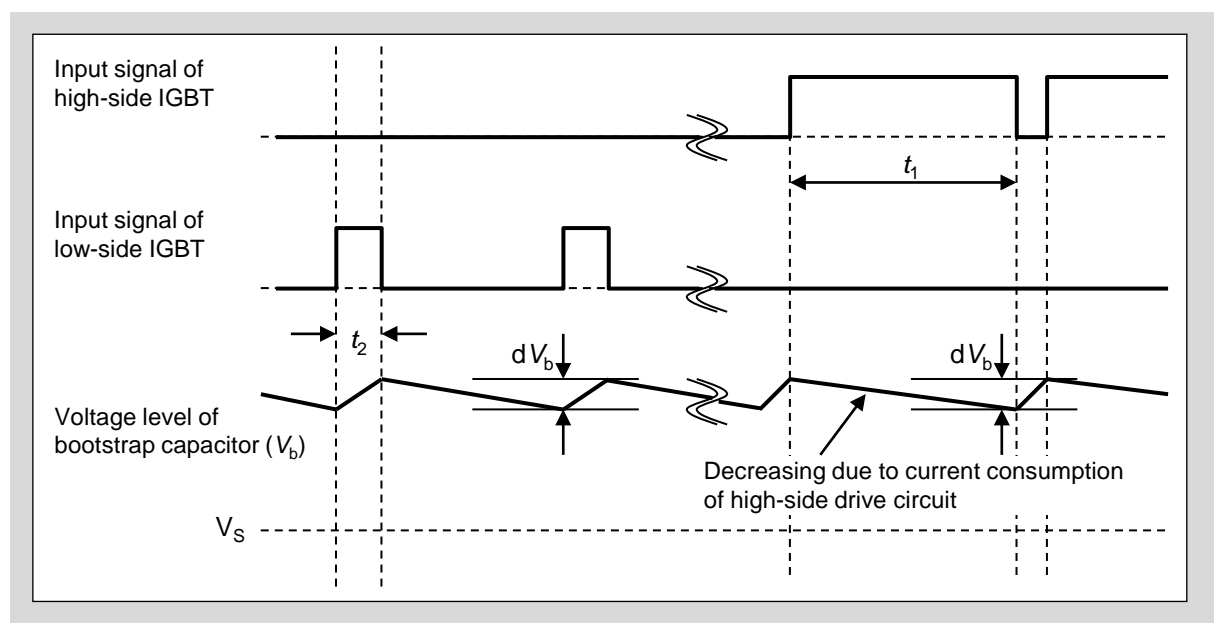 Input signal of
high-side IGBT
t1
Input signal of
low-side IGBT
t2
dVb
dVb
Voltage level of
bootstrap capacitor (Vb)
Decreasing due to current consumption
of high-side drive circuit
VS